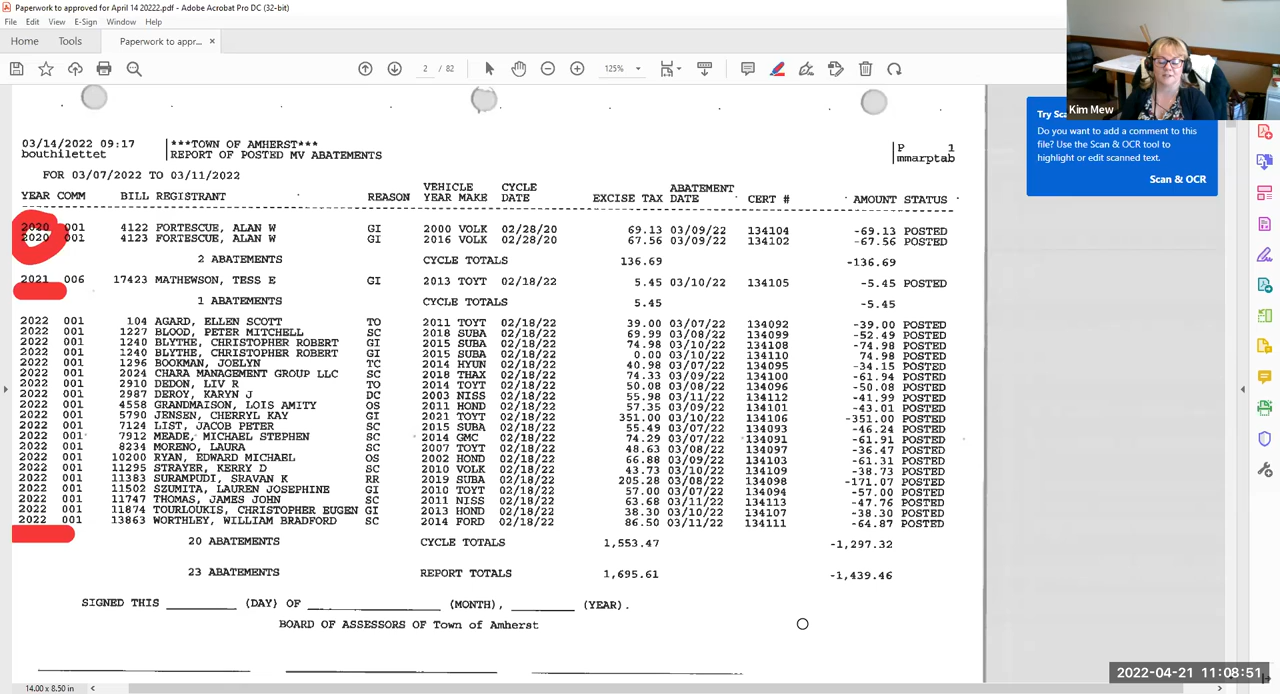 Paperwork to approved for April 14 20222.pdf - Adobe Acrobat Pro DC (32-bit)
File Edit View E-Sign Window Help
Home Tools Paperwork to appr... ×
2 / 82 125%
Kim Mew
Try Sca
Do you want to add a comment to this
file? Use the Scan & OCR tool to
highlight or edit scanned text.
Scan & OCR
03/14/2022 09:17 ***TOWN OF AMHERST*** P 1
bouthilettet REPORT OF POSTED MV ABATEMENTS mmarptab
FOR 03/07/2022 TO 03/11/2022
VEHICLE CYCLE ABATEMENT
YEAR COMM BILL REGISTRANT REASON YEAR MAKE DATE EXCISE TAX DATE CERT # AMOUNT STATUS
2020 001 4122 FORTESCUE, ALAN W GI 2000 VOLK 02/28/20 69.13 03/09/22 134104 -69.13 POSTED
2020 001 4123 FORTESCUE, ALAN W GI 2016 VOLK 02/28/20 67.56 03/09/22 134102 -67.56 POSTED
2 ABATEMENTS CYCLE TOTALS 136.69 -136.69
2021 006 17423 MATHEWSON, TESS E GI 2013 TOYT 02/18/22 5.45 03/10/22 134105 -5.45 POSTED
1 ABATEMENTS CYCLE TOTALS 5.45 -5.45
2022 001 104 AGARD, ELLEN SCOTT TO 2011 TOYT 02/18/22 39.00 03/07/22 134092 -39.00 POSTED
2022 001 1227 BLOOD, PETER MITCHELL SC 2018 SUBA 02/18/22 69.99 03/08/22 134099 -52.49 POSTED
2022 001 1240 BLYTHE, CHRISTOPHER ROBERT GI 2015 SUBA 02/18/22 74.98 03/10/22 134108 -74.98 POSTED
2022 001 1240 BLYTHE, CHRISTOPHER ROBERT GI 2015 SUBA 02/18/22 0.00 03/10/22 134110 74.98 POSTED
2022 001 1296 BOOKMAN, JOELYN TC 2014 HYUN 02/18/22 40.98 03/07/22 134095 -34.15 POSTED
2022 001 2024 CHARA MANAGEMENT GROUP LLC SC 2018 THAX 02/18/22 74.33 03/09/22 134100 -61.94 POSTED
2022 001 2910 DEDON, LIV R TO 2014 TOYT 02/18/22 50.08 03/08/22 134096 -50.08 POSTED
2022 001 2987 DEROY, KARYN J DC 2003 NISS 02/18/22 55.98 03/11/22 134112 -41.99 POSTED
2022 001 4558 GRANDMAISON, LOIS AMITY OS 2011 HOND 02/18/22 57.35 03/09/22 134101 -43.01 POSTED
2022 001 5790 JENSEN, CHERRYL KAY GI 2021 TOYT 02/18/22 351.00 03/10/22 134106 -351.00 POSTED
2022 001 7124 LIST, JACOB PETER SC 2015 SUBA 02/18/22 55.49 03/07/22 134093 -46.24 POSTED
2022 001 7912 MEADE, MICHAEL STEPHEN SC 2014 GMC 02/18/22 74.29 03/07/22 134091 -61.91 POSTED
2022 001 8234 MORENO, LAURA SC 2007 TOYT 02/18/22 48.63 03/08/22 134097 -36.47 POSTED
2022 001 10200 RYAN, EDWARD MICHAEL OS 2002 HOND 02/18/22 66.88 03/09/22 134103 -61.31 POSTED
2022 001 11295 STRAYER, KERRY D SC 2010 VOLK 02/18/22 43.73 03/10/22 134109 -38.73 POSTED
2022 001 11383 SURAMPUDI, SRAVAN K RR 2019 SUBA 02/18/22 205.28 03/08/22 134098 -171.07 POSTED
2022 001 11502 SZUMITA, LAUREN JOSEPHINE GI 2010 TOYT 02/18/22 57.00 03/07/22 134094 -57.00 POSTED
2022 001 11747 THOMAS, JAMES JOHN SC 2011 NISS 02/18/22 63.68 03/11/22 134113 -47.76 POSTED
2022 001 11874 TOURLOUKIS, CHRISTOPHER EUGEN GI 2013 HOND 02/18/22 38.30 03/10/22 134107 -38.30 POSTED
2022 001 13863 WORTHLEY, WILLIAM BRADFORD SC 2014 FORD 02/18/22 86.50 03/11/22 134111 -64.87 POSTED
20 ABATEMENTS CYCLE TOTALS 1,553.47 -1,297.32
23 ABATEMENTS REPORT TOTALS 1,695.61 -1,439.46
SIGNED THIS (DAY) OF (MONTH), (YEAR).
BOARD OF ASSESSORS OF Town of Amherst
2022-04-21 11:08:51
14.00 x 8.50 in